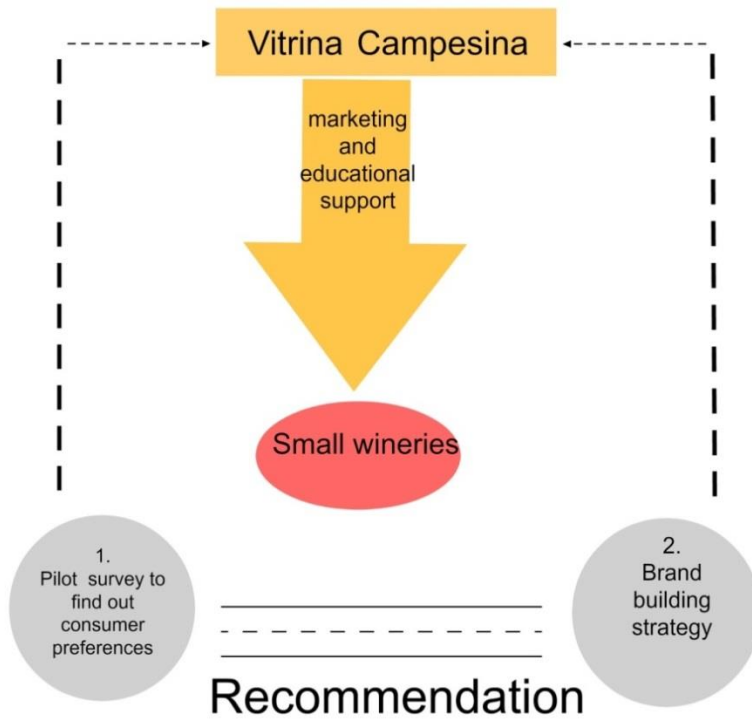 Vitrina Campesina
marketing
and
educational
support
Small wineries
1.
Pilot survey to
find out
consumer
preferences
2.
Brand
building
strategy
Recommendation